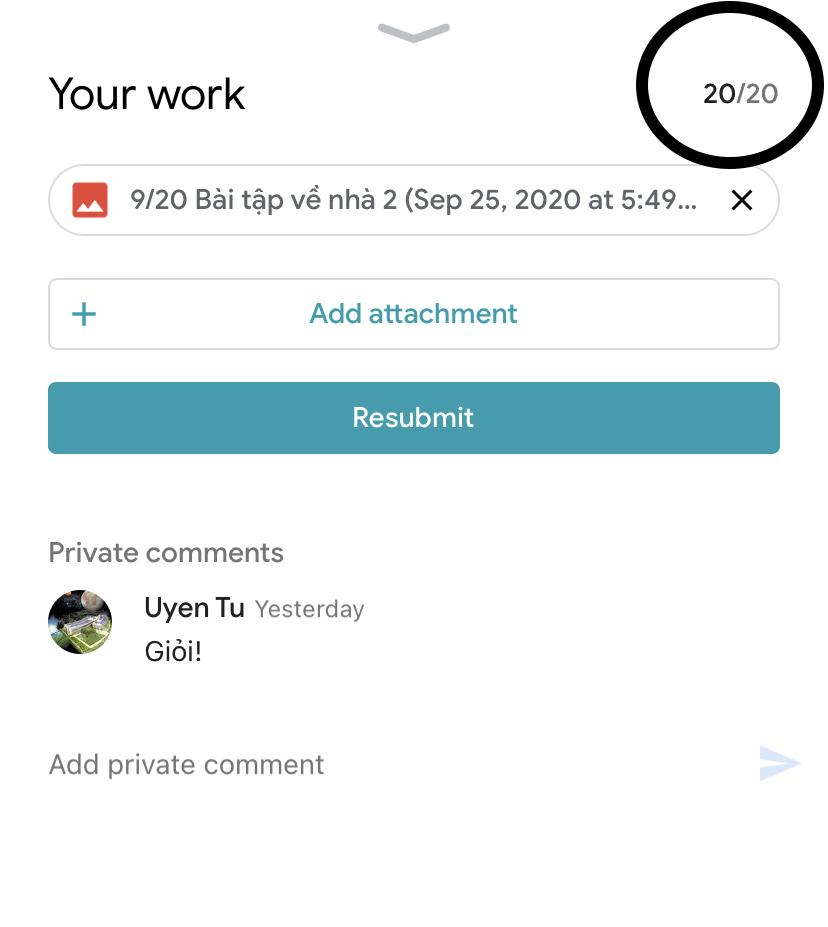 Your work
20/20
9/20 Bài tập về nhà 2 (Sep 25, 2020 at 5:49...
Add attachment
Resubmit
Private comments
Uyen Tu Yesterday
Giỏi!
Add private comment